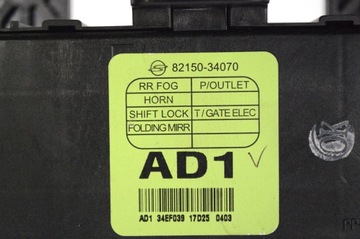 82150-34070
RR FOG P/OUTLET
HORN
SHIFT LOCK T/GATE ELEC
FOLDING MIRR
AD1
AD1 34EF039 17D25 0403